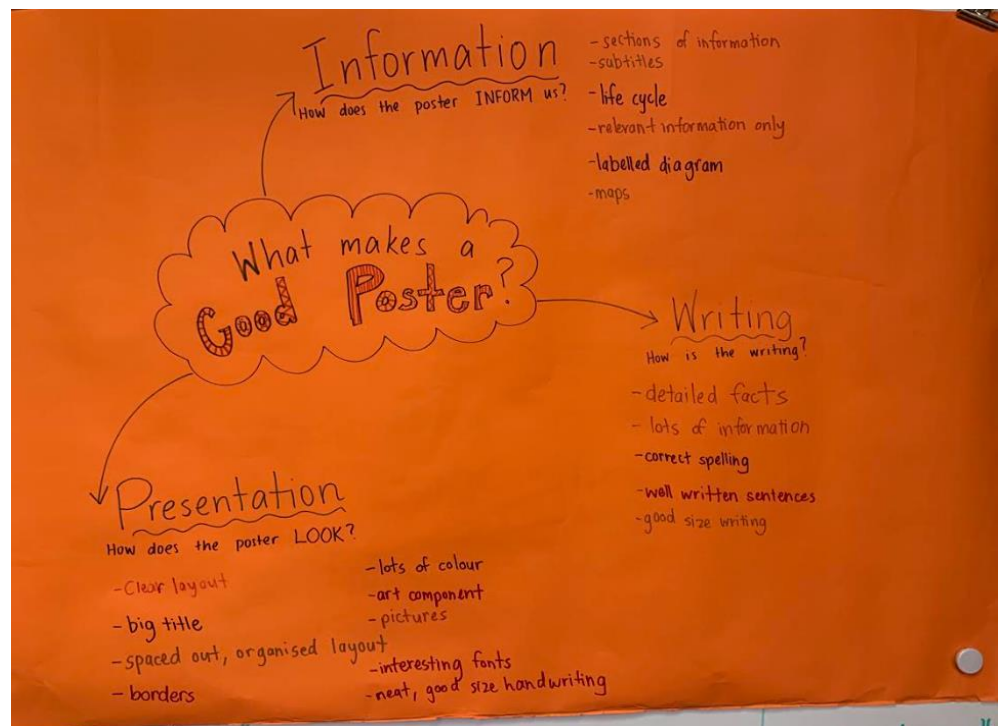 Information
How does the poster INFORM us?
- sections of information
- subtitles
- life cycle
- relevant information only
- labelled diagram
- maps
What makes a
Good Poster?
Writing
How is the writing?
- detailed facts
- lots of information
- correct spelling
- well written sentences
- good size writing
Presentation
How does the poster LOOK?
- Clear layout
- big title
- spaced out, organised layout
- borders
- lots of colour
- art component
- pictures
- interesting fonts
- neat, good size handwriting